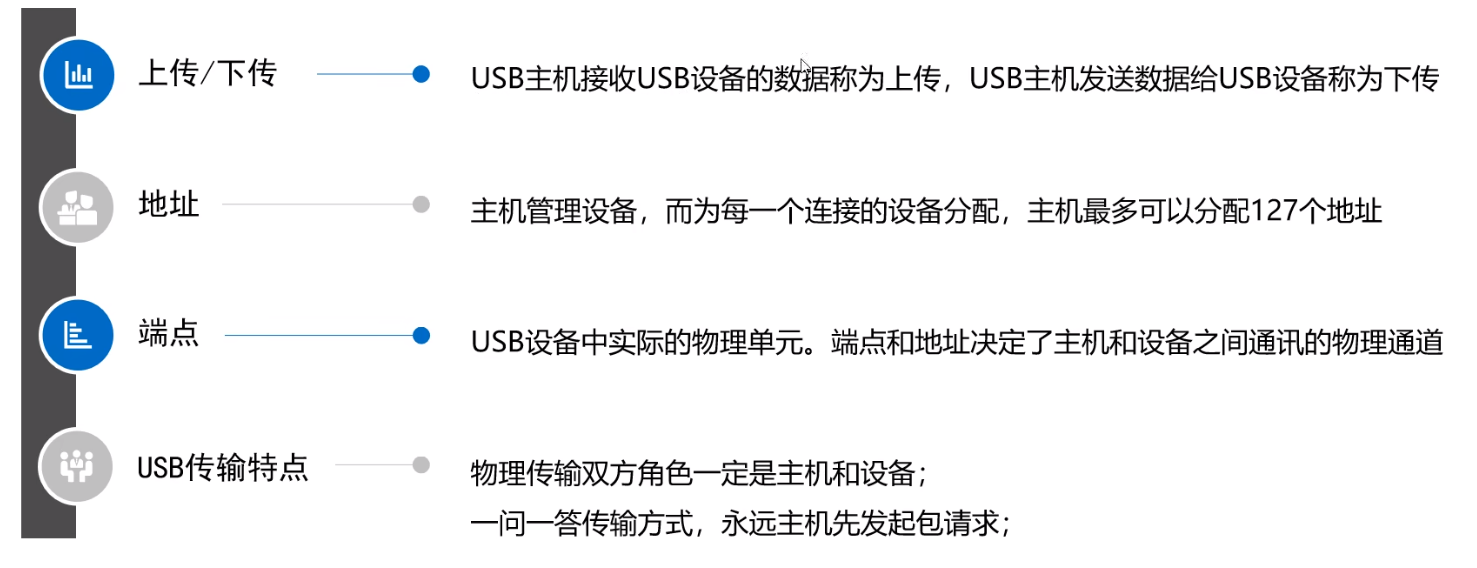 上传/下传
USB主机接收USB设备的数据称为上传，USB主机发送数据给USB设备称为下传
地址
主机管理设备，而为每一个连接的设备分配，主机最多可以分配127个地址
端点
USB设备中实际的物理单元。端点和地址决定了主机和设备之间通讯的物理通道
USB传输特点
物理传输双方角色一定是主机和设备；
一问一答传输方式，永远主机先发起包请求；